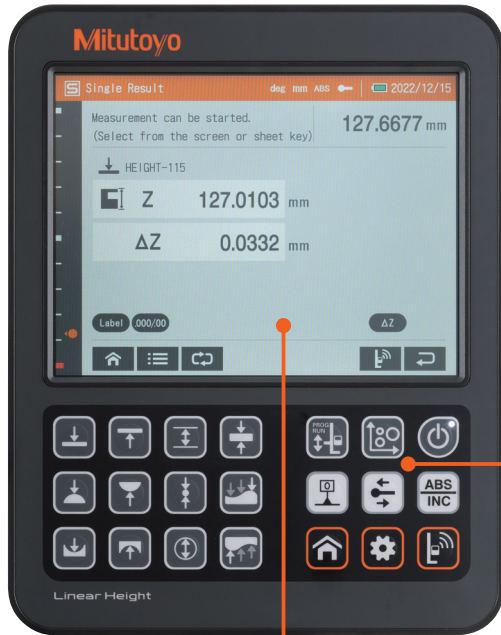 Mitutoyo
S Single Result deg mm ABS 2022/12/15
Measurement can be started.
(Select from the screen or sheet key)
127.6677 mm
HEIGHT-115
Z 127.0103 mm
ΔZ 0.0332 mm
Label .000/00 ΔZ
PROG
RUN
ABS
INC
Linear Height